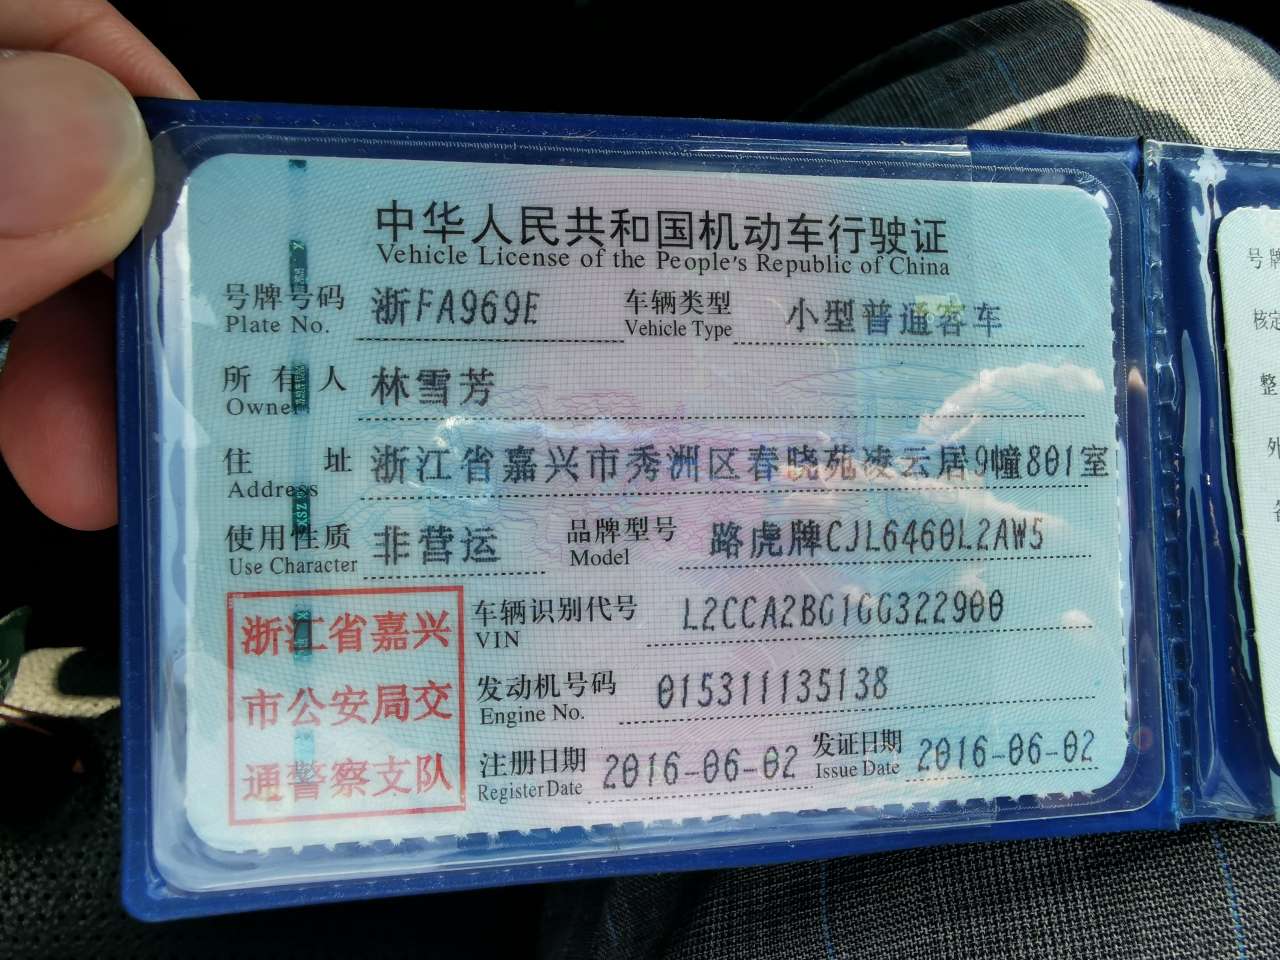 中华人民共和国机动车行驶证
Vehicle License of the People's Republic of China
号牌号码 浙FA969E 车辆类型 小型普通客车
Plate No. Vehicle Type
所有人 林雪芳
Owner
住址 浙江省嘉兴市秀洲区春晓苑凌云居9幢801室
Address
使用性质 非营运 品牌型号 路虎牌CJL6460L2AW5
Use Character Model
车辆识别代号 L2CCA2BG1GG322900
VIN
发动机号码 015311135138
Engine No.
注册日期 2016-06-02 发证日期 2016-06-02
Register Date Issue Date
浙江省嘉兴
市公安局交
通警察支队
号牌
核定
整
外